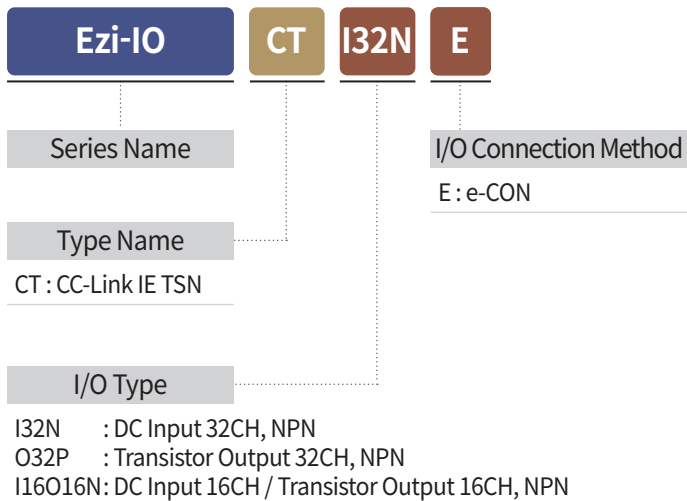 Ezi-IO CT I32N E
Series Name
I/O Connection Method
E : e-CON
Type Name
CT : CC-Link IE TSN
I/O Type
I32N : DC Input 32CH, NPN
O32P : Transistor Output 32CH, NPN
I16O16N : DC Input 16CH / Transistor Output 16CH, NPN